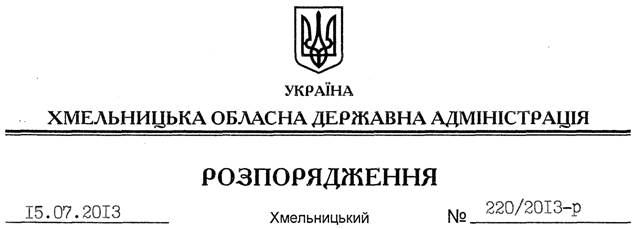 УКРАЇНА
ХМЕЛЬНИЦЬКА ОБЛАСНА ДЕРЖАВНА АДМІНІСТРАЦІЯ
РОЗПОРЯДЖЕННЯ
15.07.2013 Хмельницький № 220/2013-р